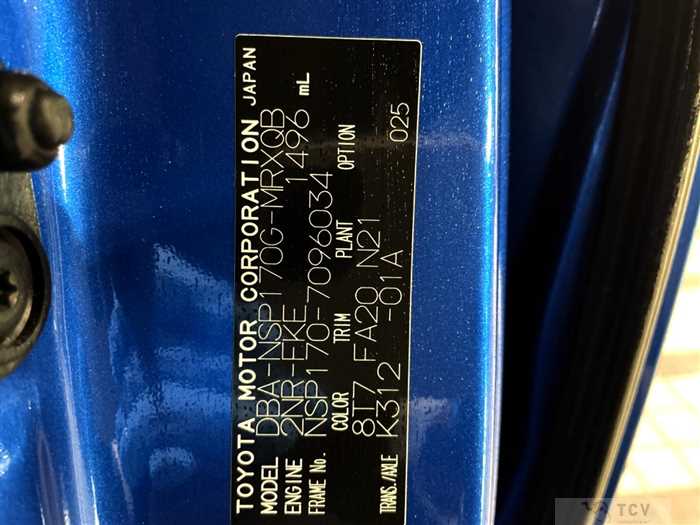 TOYOTA MOTOR CORPORATION JAPAN
MODEL DBA-NSP170G-MRXQB
ENGINE 2NR-FKE 1496 mL
FRAME No. NSP170-7096034
COLOR TRIM PLANT OPTION
8T7 FA20 N21 025
TRANS./AXLE K312 -01A
TCV